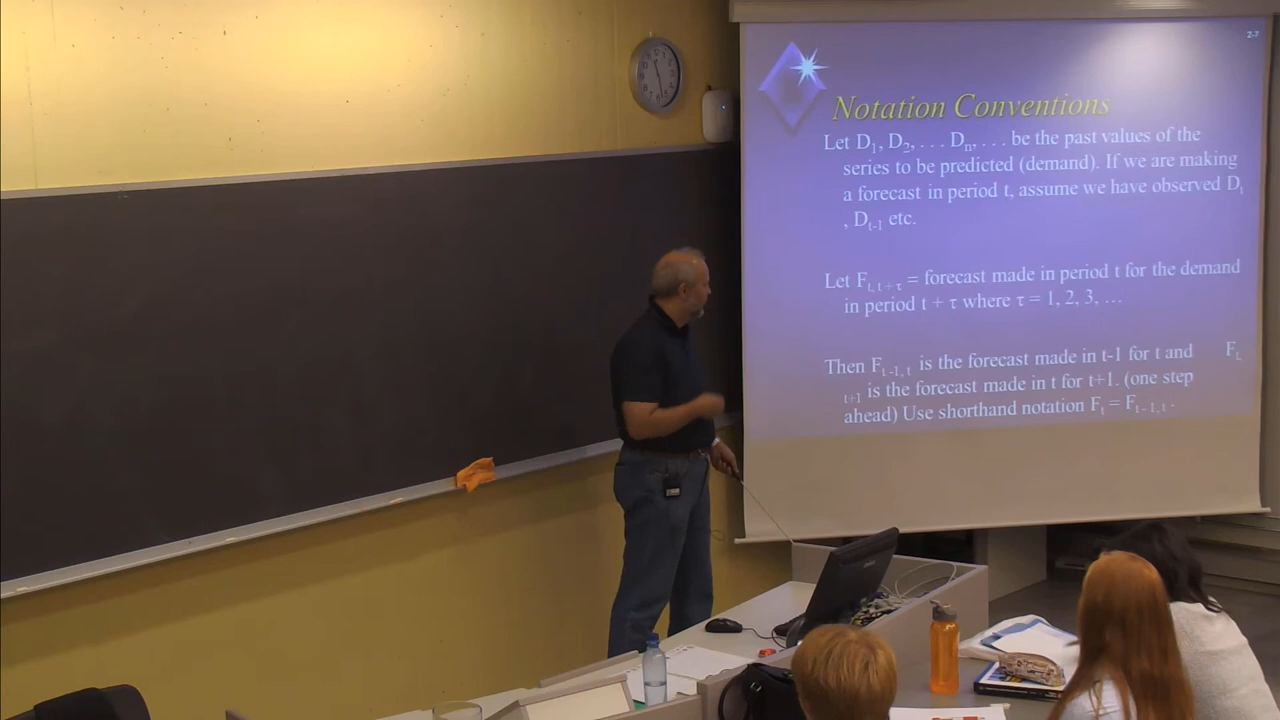 2-7
Notation Conventions
Let D₁, D₂, . . . Dₙ, . . . be the past values of the
series to be predicted (demand). If we are making
a forecast in period t, assume we have observed Dₜ
, Dₜ₋₁ etc.
Let Fₜ, ₜ ₊ τ = forecast made in period t for the demand
in period t + τ where τ = 1, 2, 3, …
Then Fₜ ₋₁, ₜ is the forecast made in t-1 for t and Fₜ,
ₜ₊₁ is the forecast made in t for t+1. (one step
ahead) Use shorthand notation Fₜ = Fₜ ₋ ₁, ₜ .